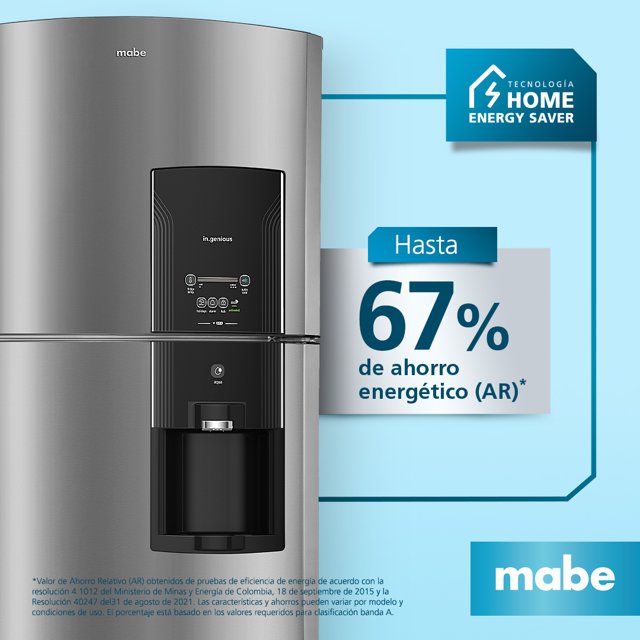 mabe
TECNOLOGÍA
HOME
ENERGY SAVER
in.genious
Hasta
67%
de ahorro
energético (AR)*
*Valor de Ahorro Relativo (AR) obtenidos de pruebas de eficiencia de energía de acuerdo con la
resolución 4 1012 del Ministerio de Minas y Energía de Colombia, 18 de septiembre de 2015 y la
Resolución 40247 del31 de agosto de 2021. Las características y ahorros pueden variar por modelo y
condiciones de uso. El porcentaje está basado en los valores requeridos para clasificación banda A.
mabe